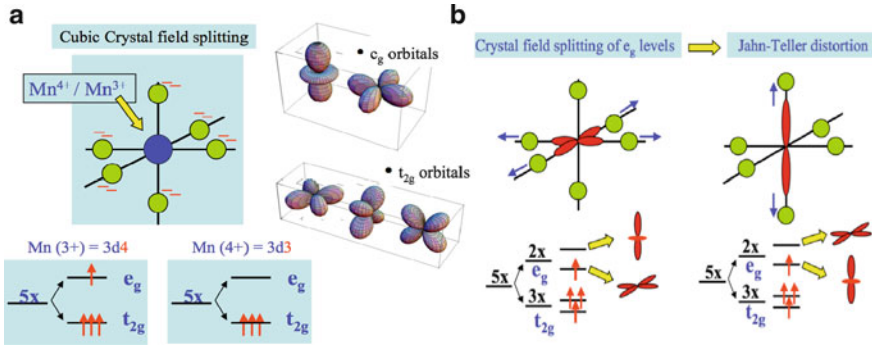 a
Cubic Crystal field splitting
Mn4+ / Mn3+
• cg orbitals
• t2g orbitals
Mn (3+) = 3d4
5x
eg
t2g
Mn (4+) = 3d3
5x
eg
t2g
b
Crystal field splitting of eg levels
Jahn-Teller distortion
5x
2x
eg
3x
t2g
5x
2x
eg
3x
t2g